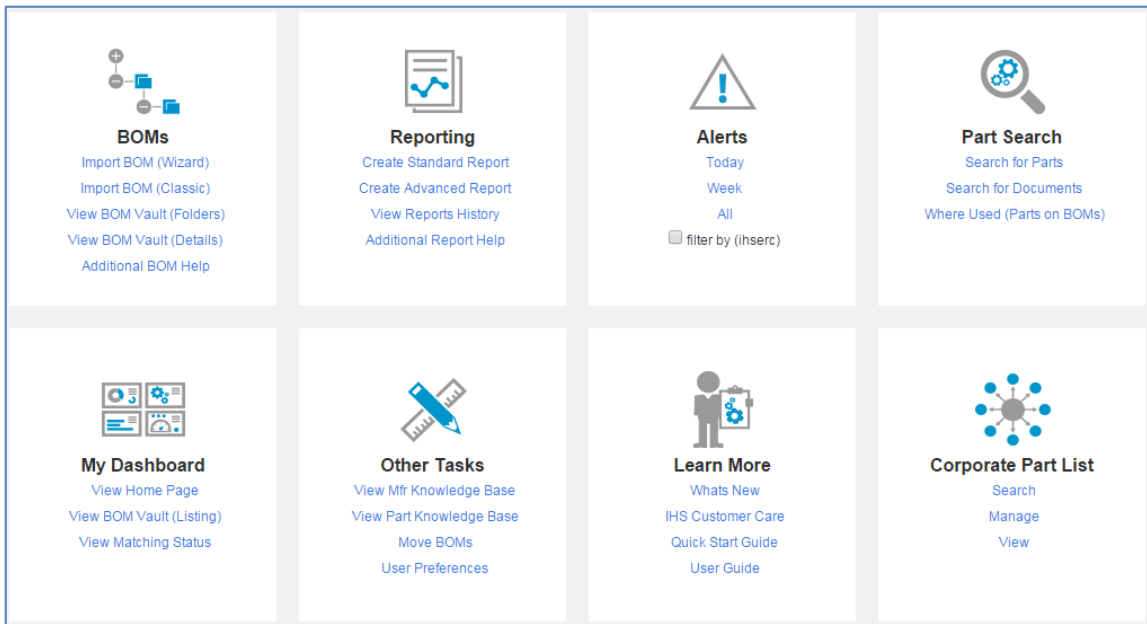 BOMs
Import BOM (Wizard)
Import BOM (Classic)
View BOM Vault (Folders)
View BOM Vault (Details)
Additional BOM Help
Reporting
Create Standard Report
Create Advanced Report
View Reports History
Additional Report Help
Alerts
Today
Week
All
filter by (ihserc)
Part Search
Search for Parts
Search for Documents
Where Used (Parts on BOMs)
My Dashboard
View Home Page
View BOM Vault (Listing)
View Matching Status
Other Tasks
View Mfr Knowledge Base
View Part Knowledge Base
Move BOMs
User Preferences
Learn More
Whats New
IHS Customer Care
Quick Start Guide
User Guide
Corporate Part List
Search
Manage
View